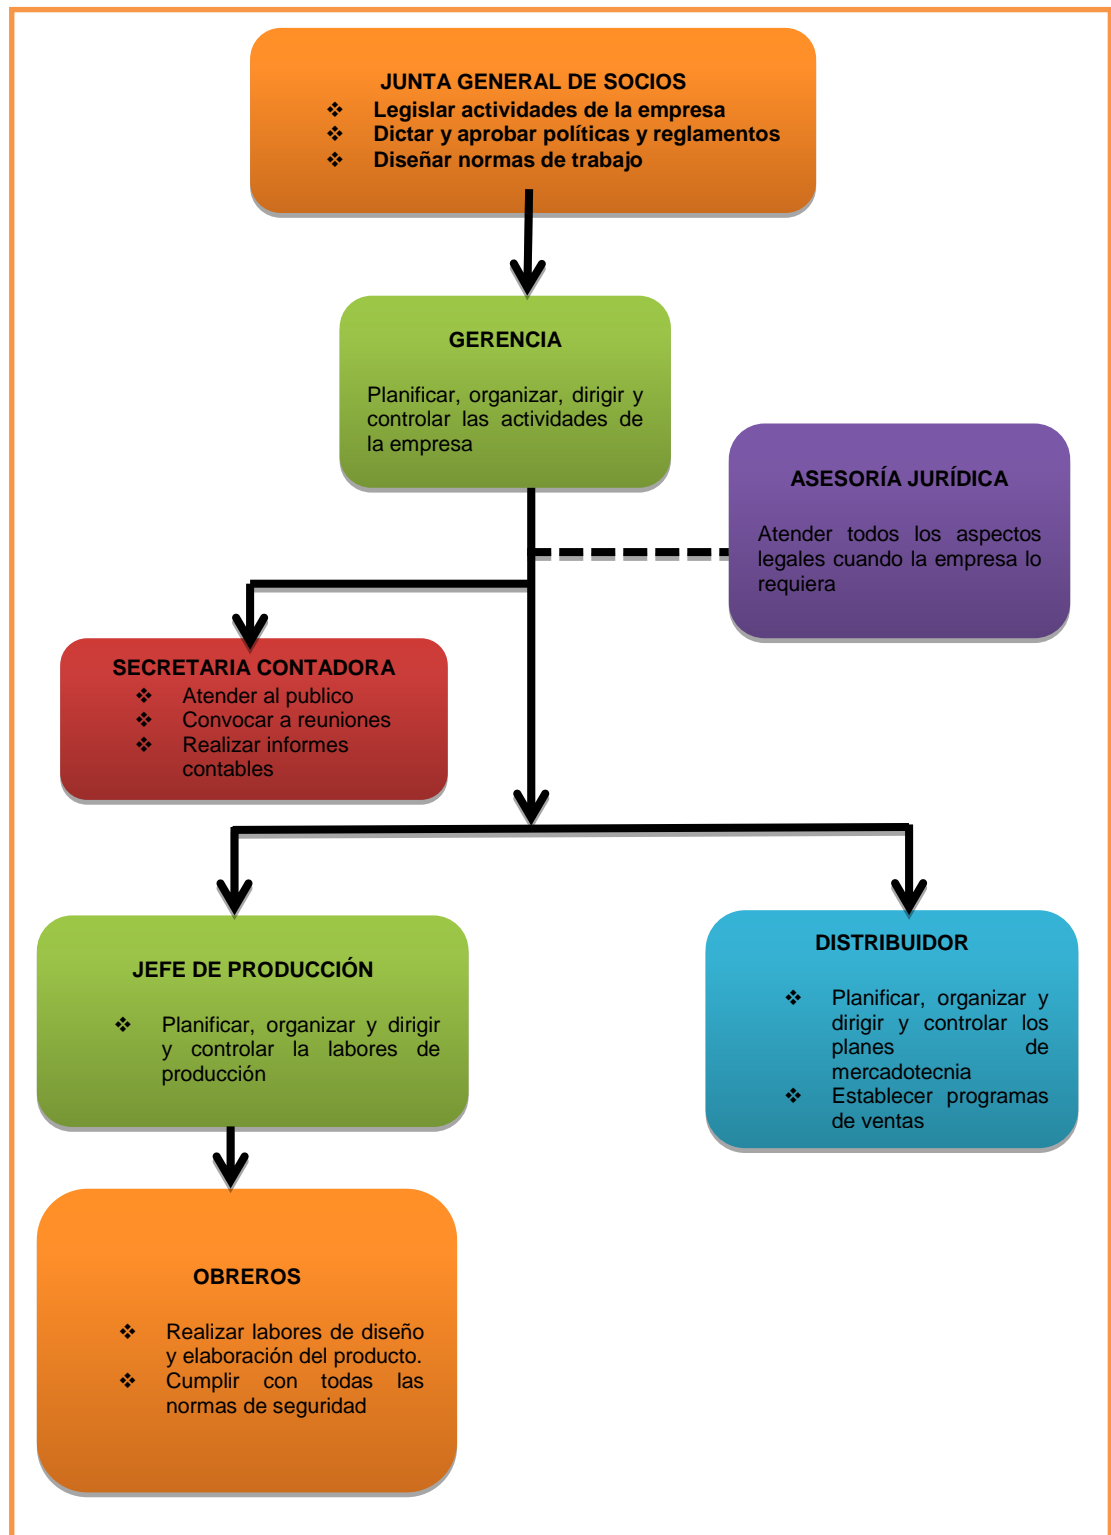 JUNTA GENERAL DE SOCIOS
❖ Legislar actividades de la empresa
❖ Dictar y aprobar políticas y reglamentos
❖ Diseñar normas de trabajo
GERENCIA
Planificar, organizar, dirigir y
controlar las actividades de
la empresa
ASESORÍA JURÍDICA
Atender todos los aspectos
legales cuando la empresa lo
requiera
SECRETARIA CONTADORA
❖ Atender al publico
❖ Convocar a reuniones
❖ Realizar informes
contables
JEFE DE PRODUCCIÓN
❖ Planificar, organizar y dirigir
y controlar la labores de
producción
DISTRIBUIDOR
❖ Planificar, organizar y
dirigir y controlar los
planes de
mercadotecnia
❖ Establecer programas
de ventas
OBREROS
❖ Realizar labores de diseño
y elaboración del producto.
❖ Cumplir con todas las
normas de seguridad